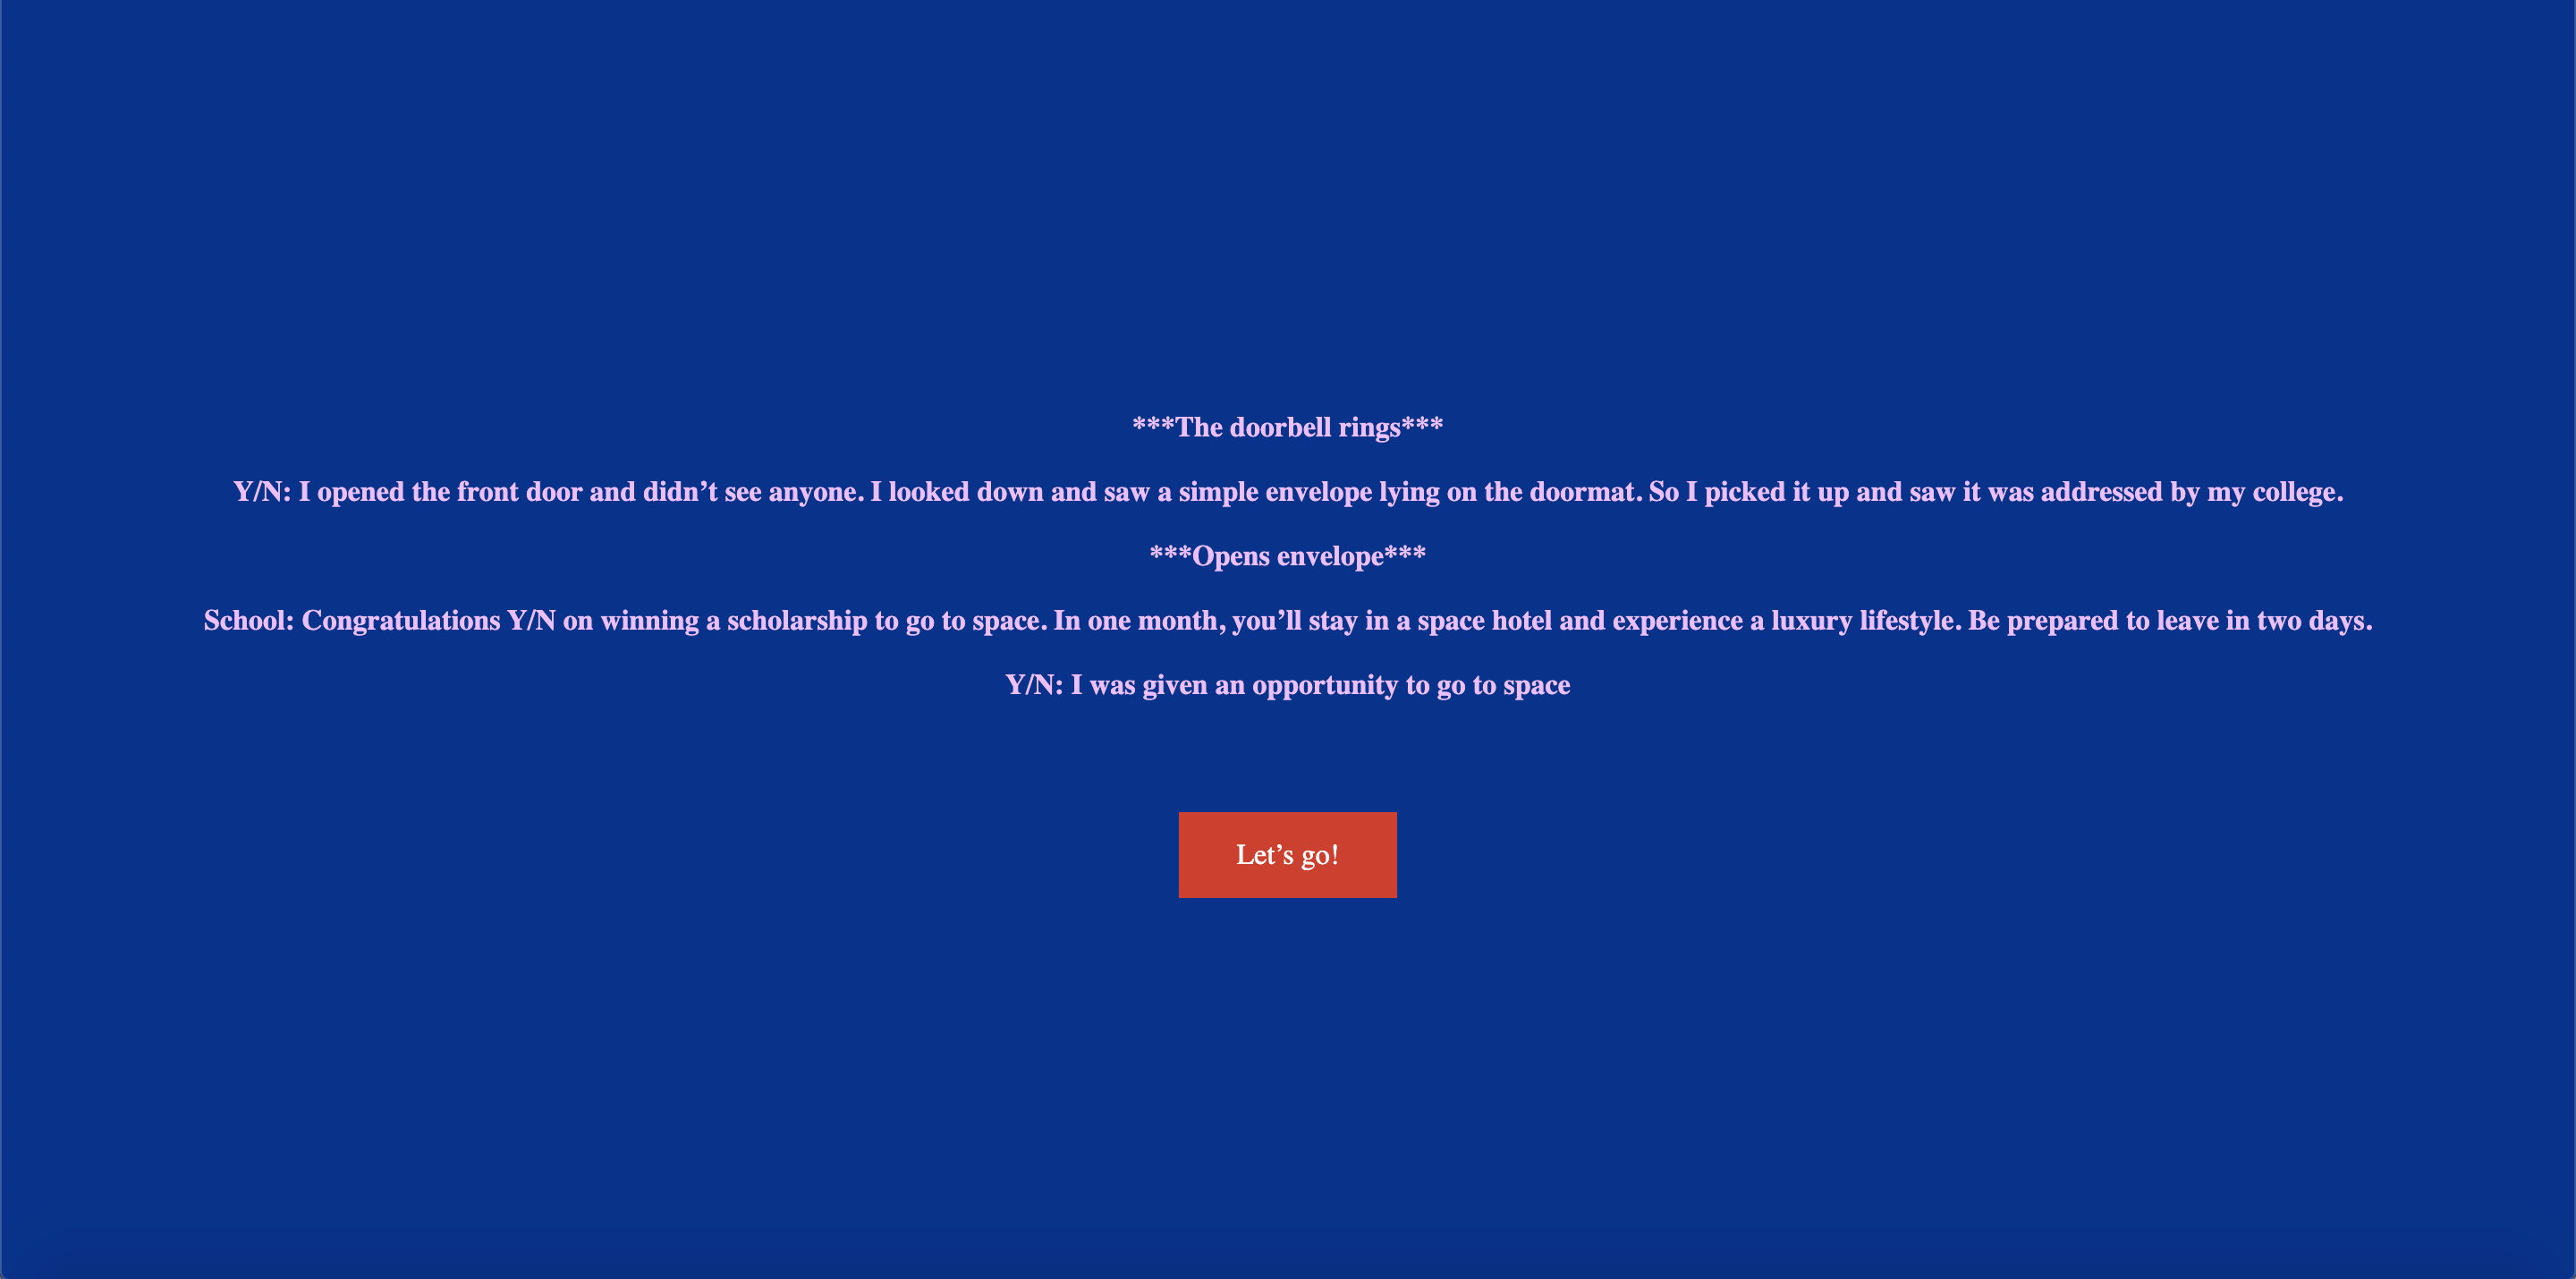 ***The doorbell rings***
Y/N: I opened the front door and didn’t see anyone. I looked down and saw a simple envelope lying on the doormat. So I picked it up and saw it was addressed by my college.
***Opens envelope***
School: Congratulations Y/N on winning a scholarship to go to space. In one month, you’ll stay in a space hotel and experience a luxury lifestyle. Be prepared to leave in two days.
Y/N: I was given an opportunity to go to space
Let’s go!